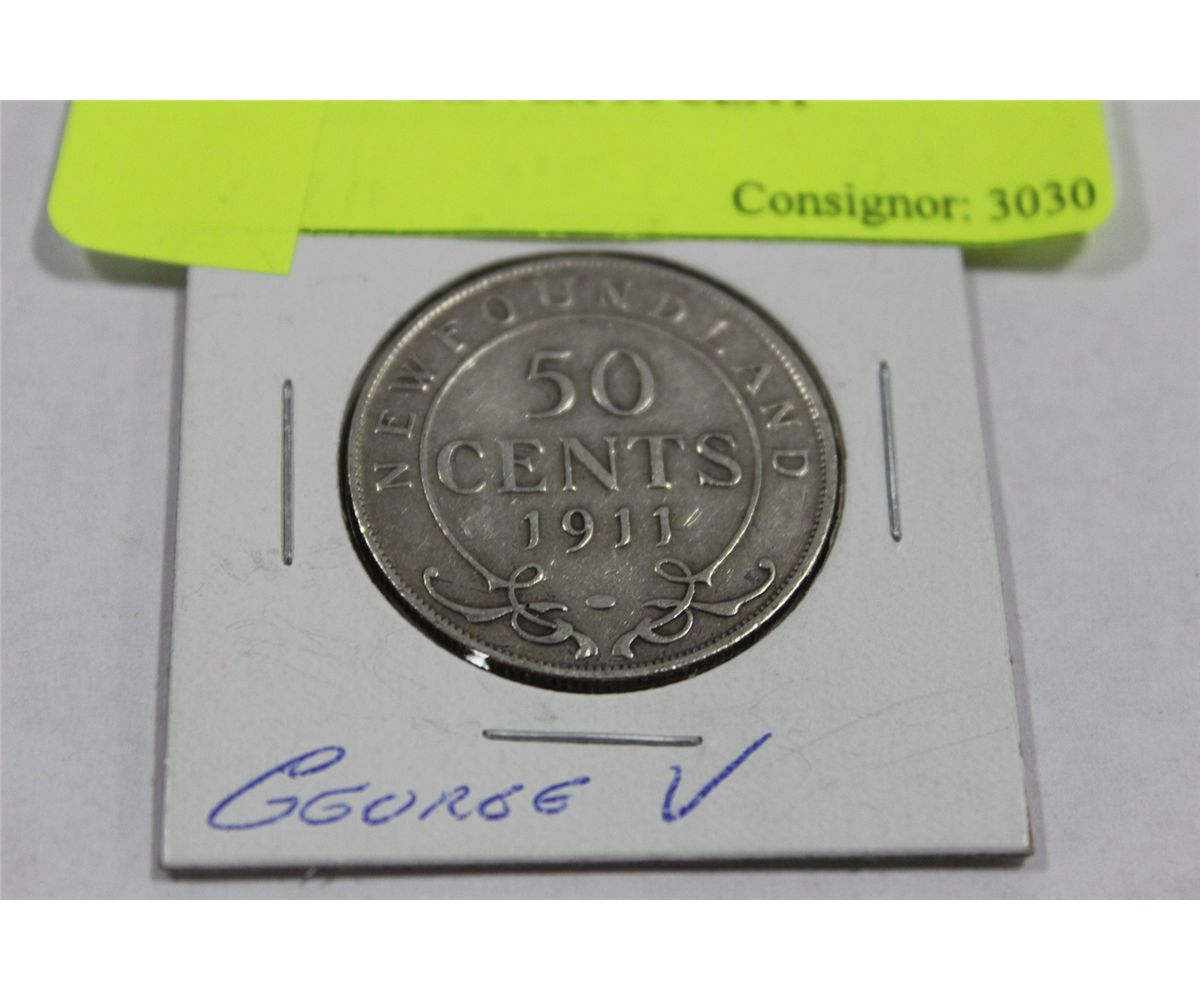 Consignor: 3030
NEWFOUNDLAND
50
CENTS
1911
GEORGE V